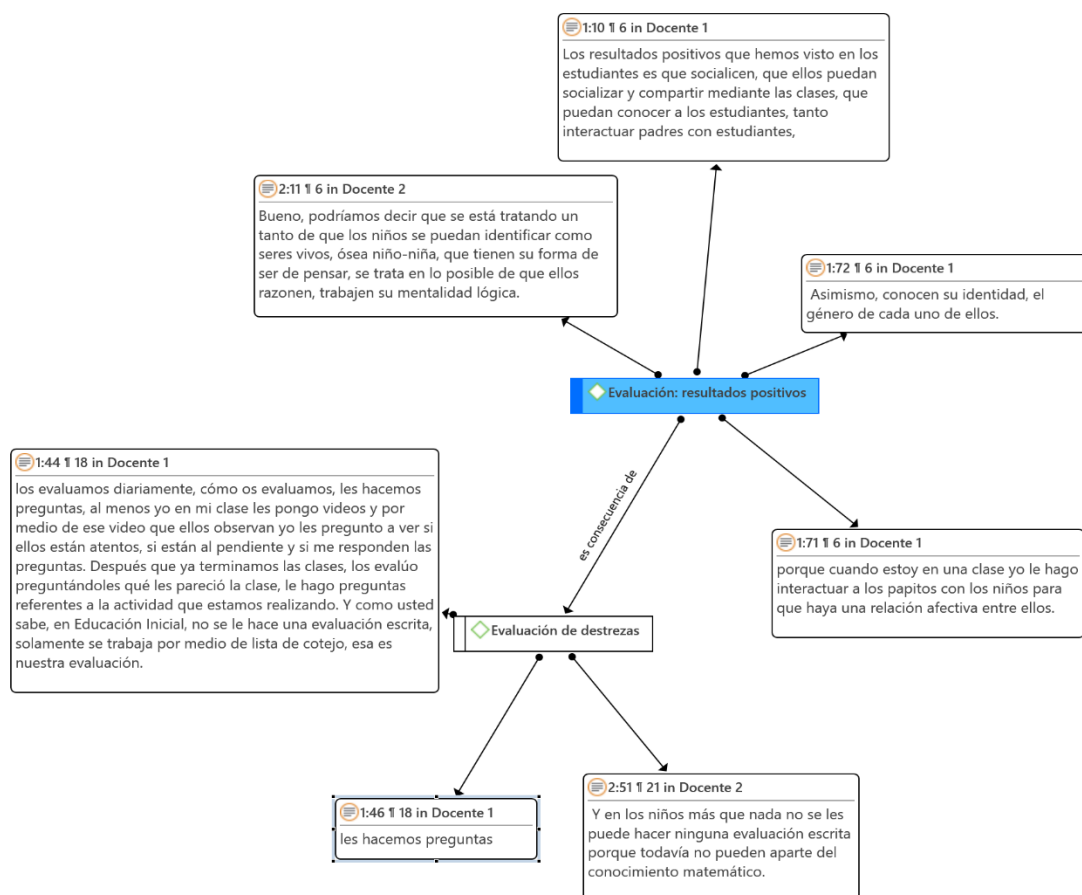 1:10 ¶ 6 in Docente 1
Los resultados positivos que hemos visto en los
estudiantes es que socialicen, que ellos puedan
socializar y compartir mediante las clases, que
puedan conocer a los estudiantes, tanto
interactuar padres con estudiantes,
2:11 ¶ 6 in Docente 2
Bueno, podríamos decir que se está tratando un
tanto de que los niños se puedan identificar como
seres vivos, ósea niño-niña, que tienen su forma de
ser de pensar, se trata en lo posible de que ellos
razonen, trabajen su mentalidad lógica.
1:72 ¶ 6 in Docente 1
Asimismo, conocen su identidad, el
género de cada uno de ellos.
Evaluación: resultados positivos
es consecuencia de
1:44 ¶ 18 in Docente 1
los evaluamos diariamente, cómo os evaluamos, les hacemos
preguntas, al menos yo en mi clase les pongo videos y por
medio de ese video que ellos observan yo les pregunto a ver si
ellos están atentos, si están al pendiente y si me responden las
preguntas. Después que ya terminamos las clases, los evalúo
preguntándoles qué les pareció la clase, le hago preguntas
referentes a la actividad que estamos realizando. Y como usted
sabe, en Educación Inicial, no se le hace una evaluación escrita,
solamente se trabaja por medio de lista de cotejo, esa es
nuestra evaluación.
1:71 ¶ 6 in Docente 1
porque cuando estoy en una clase yo le hago
interactuar a los papitos con los niños para
que haya una relación afectiva entre ellos.
Evaluación de destrezas
1:46 ¶ 18 in Docente 1
les hacemos preguntas
2:51 ¶ 21 in Docente 2
Y en los niños más que nada no se les
puede hacer ninguna evaluación escrita
porque todavía no pueden aparte del
conocimiento matemático.